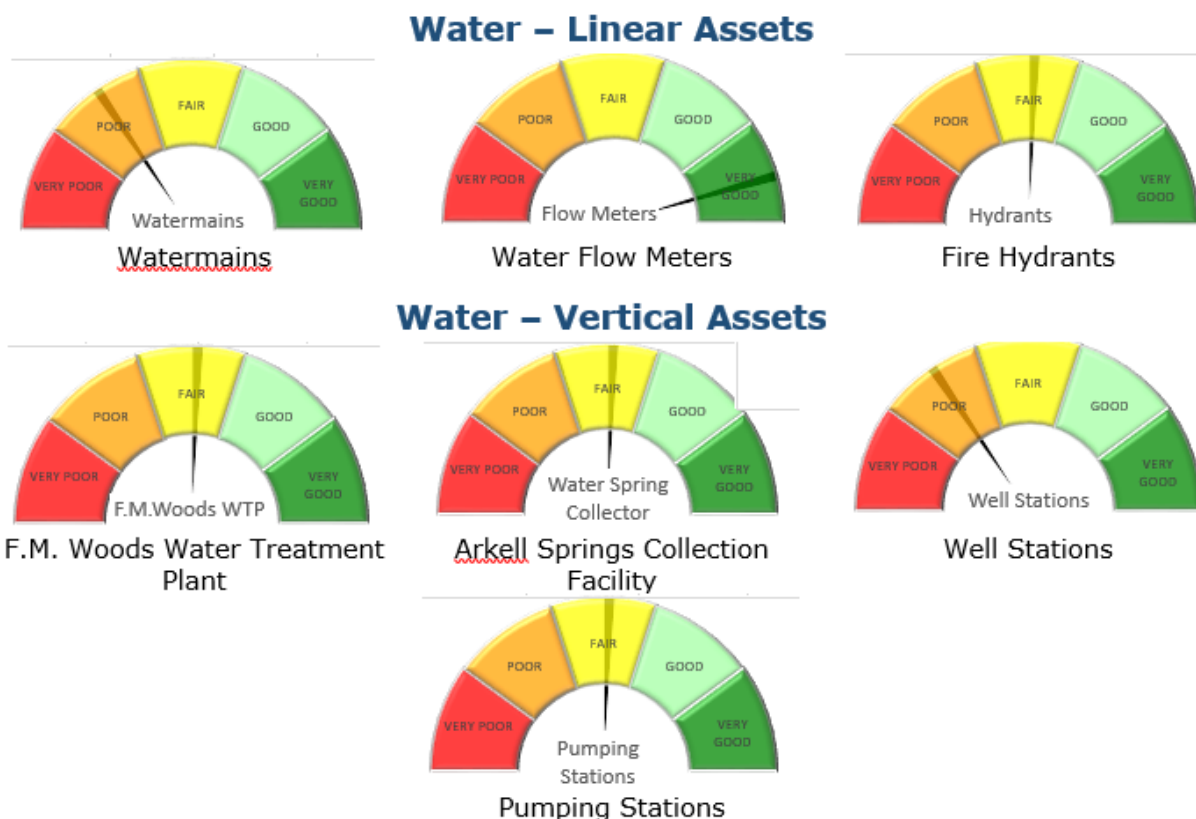 Water – Linear Assets
VERY POOR
POOR
FAIR
GOOD
VERY
GOOD
Watermains
Watermains
VERY POOR
POOR
FAIR
GOOD
VERY
GOOD
Flow Meters
Water Flow Meters
VERY POOR
POOR
FAIR
GOOD
VERY
GOOD
Hydrants
Fire Hydrants
Water – Vertical Assets
VERY POOR
POOR
FAIR
GOOD
VERY
GOOD
F.M.Woods WTP
F.M. Woods Water Treatment
Plant
VERY POOR
POOR
FAIR
GOOD
VERY
GOOD
Water Spring
Collector
Arkell Springs Collection
Facility
VERY POOR
POOR
FAIR
GOOD
VERY
GOOD
Well Stations
Well Stations
VERY POOR
POOR
FAIR
GOOD
VERY
GOOD
Pumping
Stations
Pumping Stations